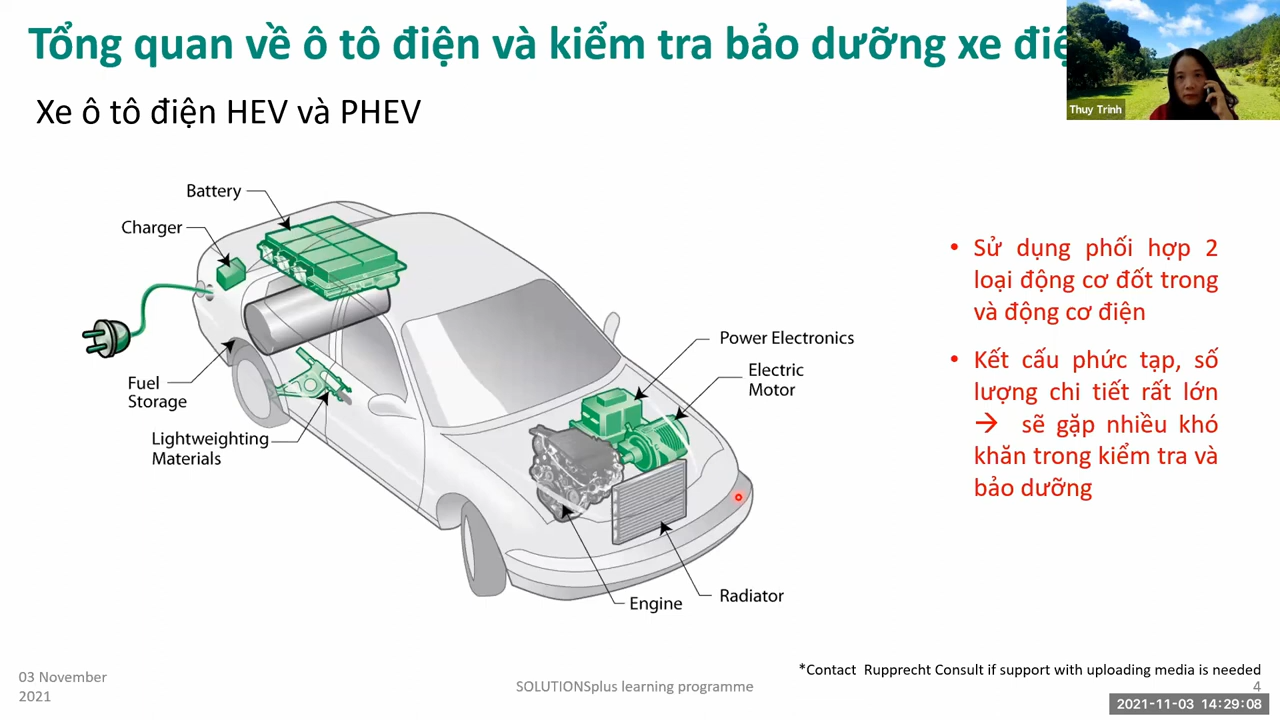 Tổng quan về ô tô điện và kiểm tra bảo dưỡng xe
Thuy Trinh
Xe ô tô điện HEV và PHEV
Battery
Charger
Fuel
Storage
Lightweighting
Materials
Power Electronics
Electric
Motor
Engine
Radiator
• Sử dụng phối hợp 2
loại động cơ đốt trong
và động cơ điện
• Kết cấu phức tạp, số
lượng chi tiết rất lớn
→ sẽ gặp nhiều khó
khăn trong kiểm tra và
bảo dưỡng
*Contact Rupprecht Consult if support with uploading media is needed
03 November
2021
SOLUTIONSplus learning programme
4
2021-11-03 14:29:08